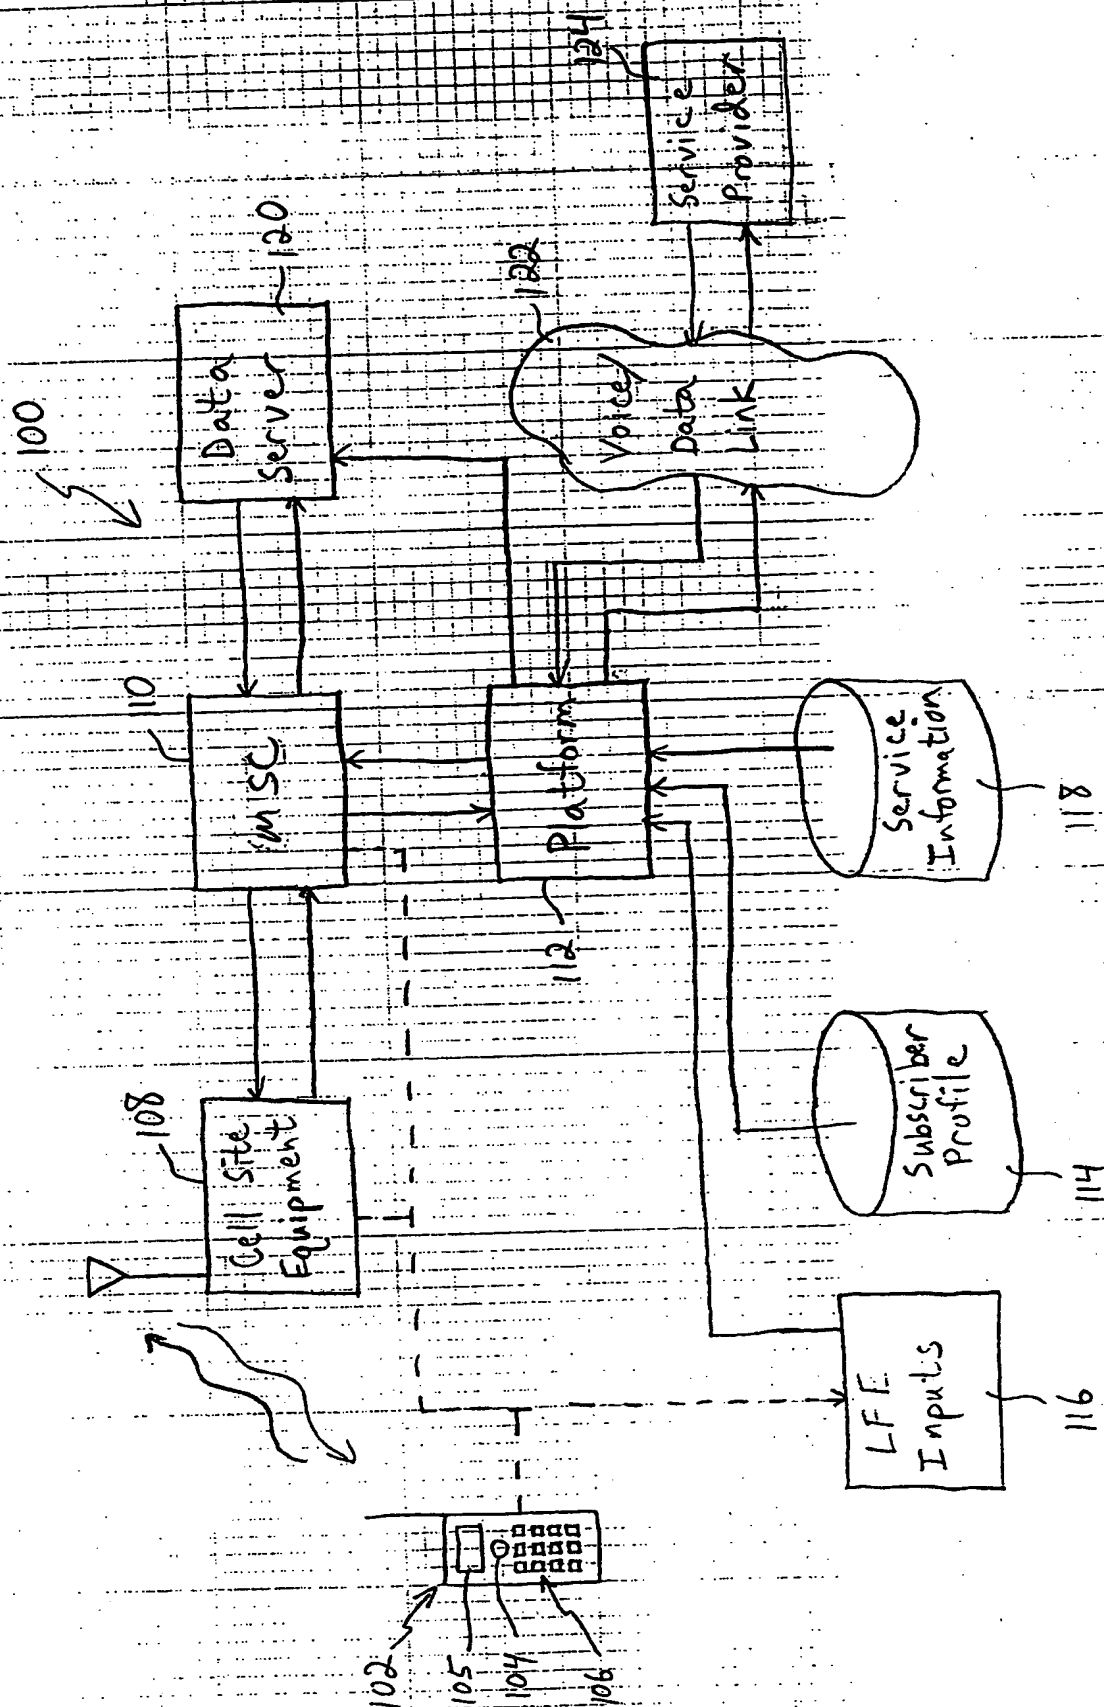 100
108
110
Cell Site
Equipment
MSC
Data
Server
120
102
105
104
106
112
Platform
122
Voice/
Data
Link
124
Service
Provider
LFE
Inputs
116
Subscriber
Profile
114
Service
Information
118